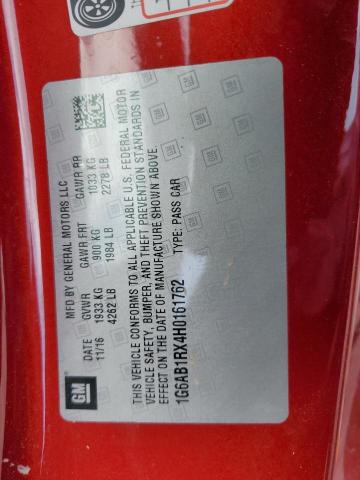 GM
MFD BY GENERAL MOTORS LLC
DATE GVWR GAWR FRT GAWR RR
11/16 1933 KG 900 KG 1033 KG
4262 LB 1984 LB 2278 LB
THIS VEHICLE CONFORMS TO ALL APPLICABLE U.S. FEDERAL MOTOR
VEHICLE SAFETY, BUMPER, AND THEFT PREVENTION STANDARDS IN
EFFECT ON THE DATE OF MANUFACTURE SHOWN ABOVE.
1G6AB1RX4H0161762 TYPE: PASS CAR